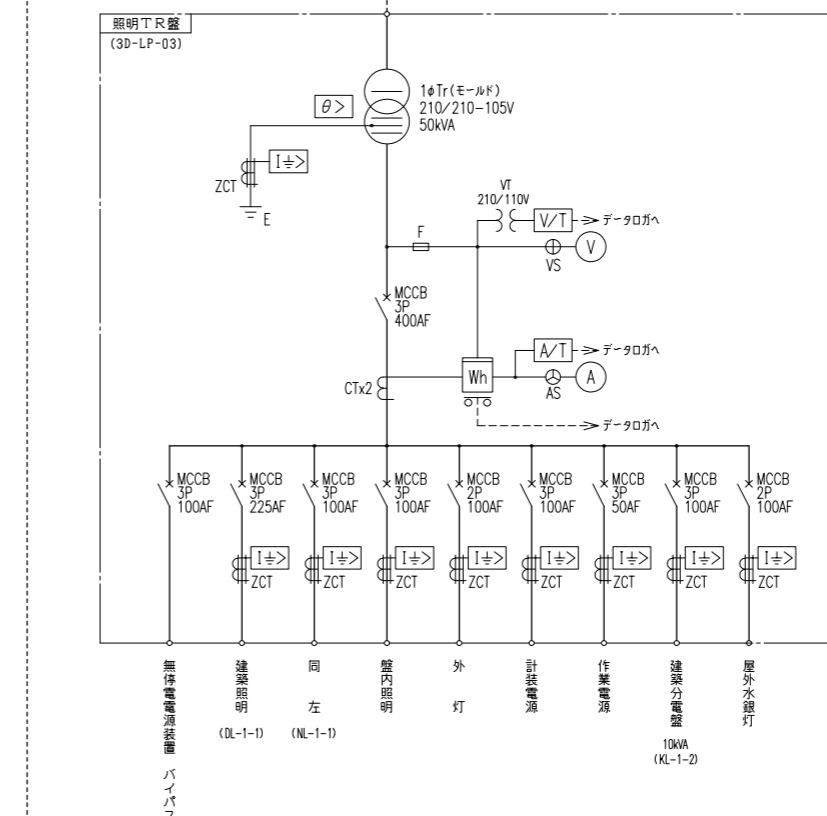 照明TR盤
(3D-LP-03)
1φTr(モールド)
210/210-105V
50kVA
θ>
I⏚>
ZCT
E
VT
210/110V
V/T
データロガへ
F
VS
V
MCCB
3P
400AF
A/T
データロガへ
CTx2
Wh
AS
A
データロガへ
MCCB
3P
100AF
MCCB
3P
225AF
MCCB
3P
100AF
MCCB
3P
100AF
MCCB
2P
100AF
MCCB
3P
100AF
MCCB
3P
50AF
MCCB
3P
100AF
MCCB
2P
100AF
I⏚>
ZCT
I⏚>
ZCT
I⏚>
ZCT
I⏚>
ZCT
I⏚>
ZCT
I⏚>
ZCT
I⏚>
ZCT
I⏚>
ZCT
無停電電源装置 バイパス
建築照明
(DL-1-1)
同 左
(NL-1-1)
盤内照明
外 灯
計装電源
作業電源
建築分電盤
10kVA
(KL-1-2)
屋外水銀灯